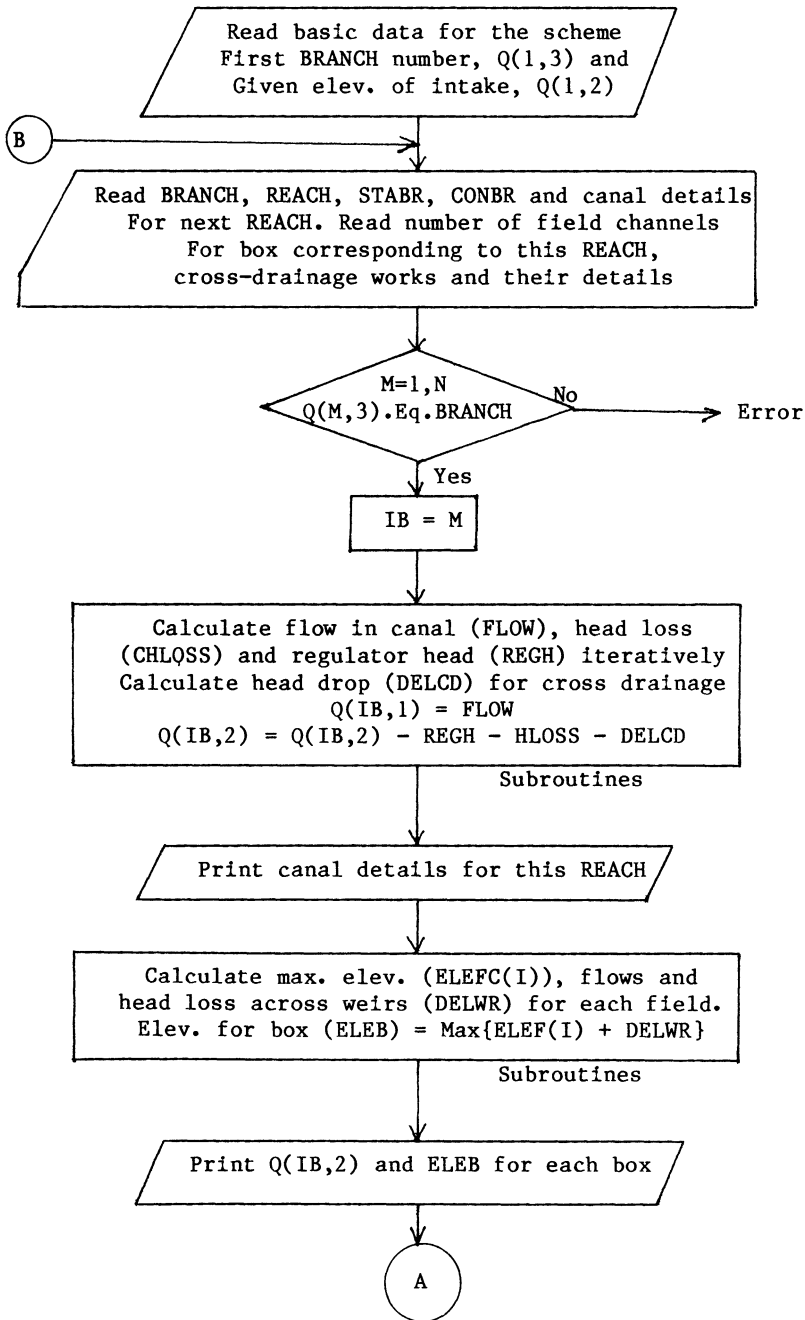 Read basic data for the scheme
First BRANCH number, Q(1,3) and
Given elev. of intake, Q(1,2)
B
Read BRANCH, REACH, STABR, CONBR and canal details
For next REACH. Read number of field channels
For box corresponding to this REACH,
cross-drainage works and their details
M=1,N
Q(M,3).Eq.BRANCH
No
Error
Yes
IB = M
Calculate flow in canal (FLOW), head loss
(CHLOSS) and regulator head (REGH) iteratively
Calculate head drop (DELCD) for cross drainage
Q(IB,1) = FLOW
Q(IB,2) = Q(IB,2) - REGH - HLOSS - DELCD
Subroutines
Print canal details for this REACH
Calculate max. elev. (ELEFC(I)), flows and
head loss across weirs (DELWR) for each field.
Elev. for box (ELEB) = Max{ELEF(I) + DELWR}
Subroutines
Print Q(IB,2) and ELEB for each box
A